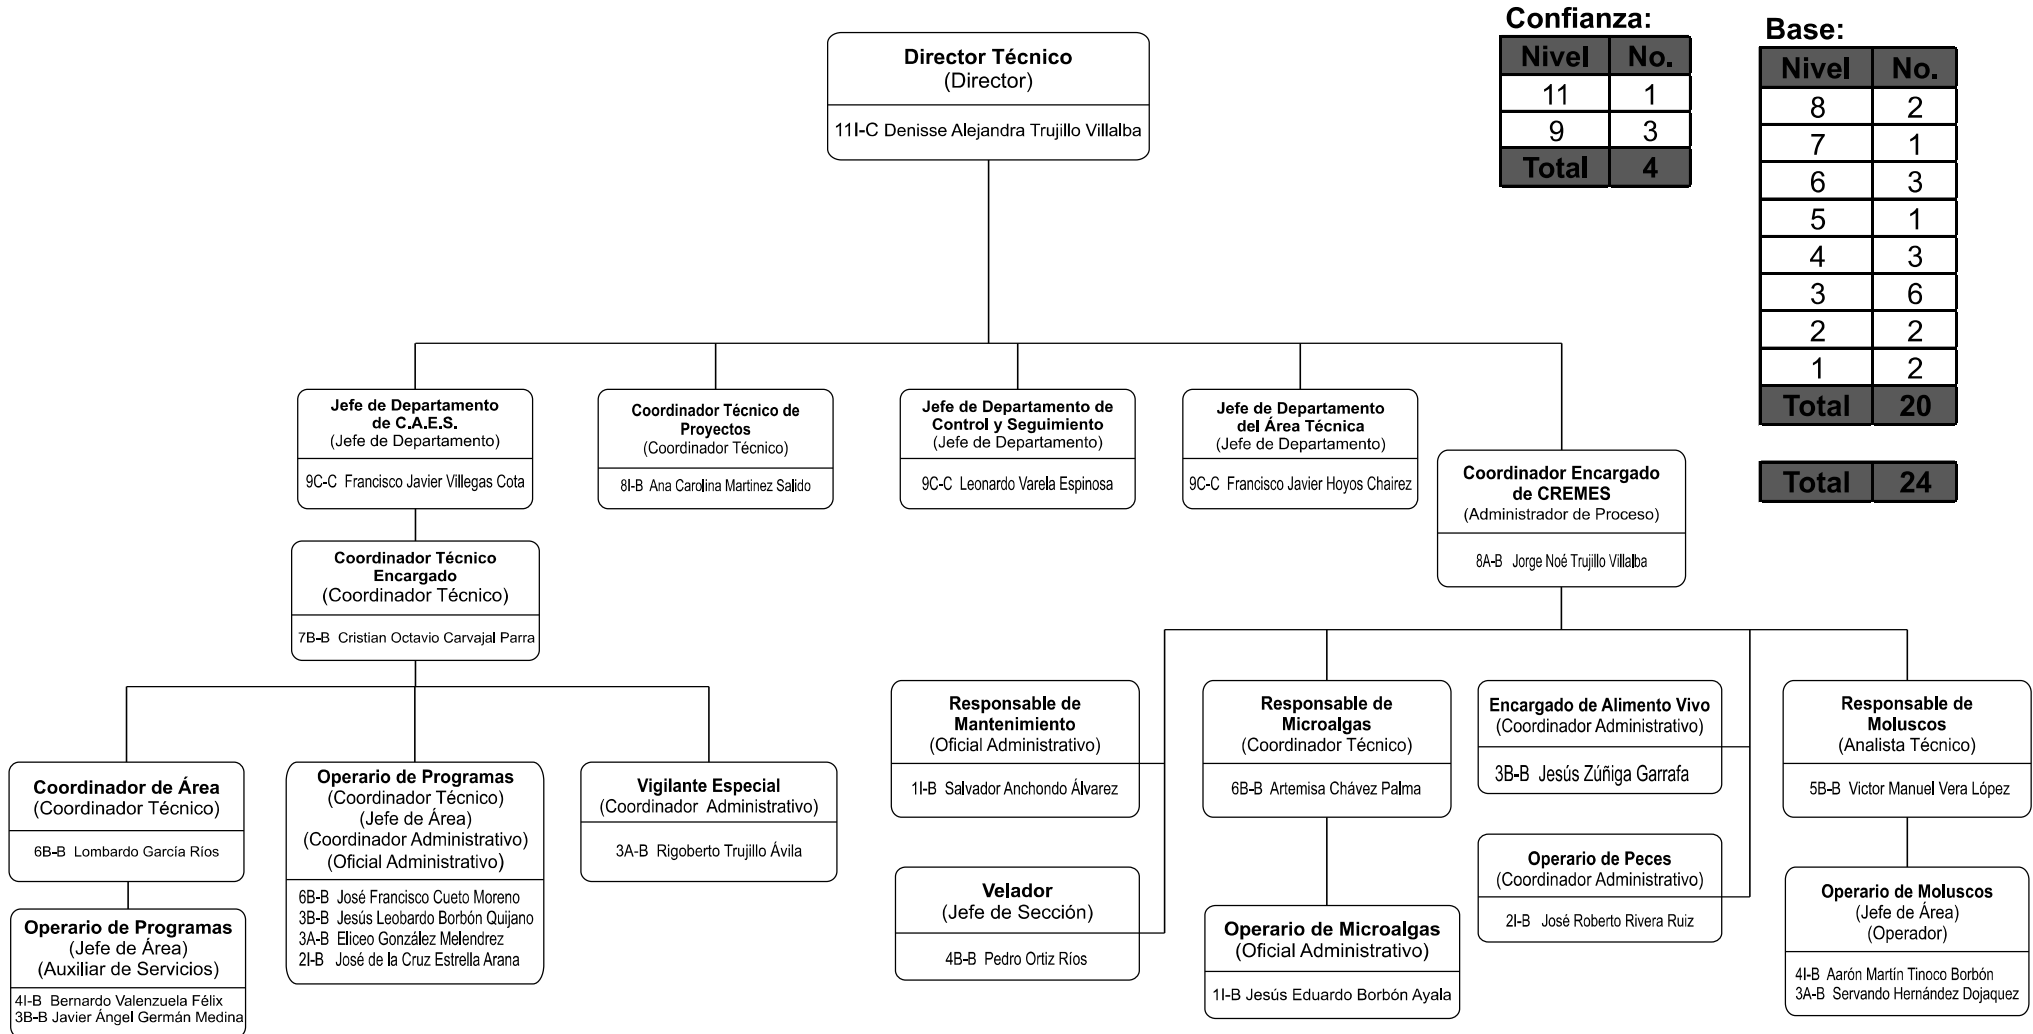 Director Técnico
(Director)
11I-C Denisse Alejandra Trujillo Villalba
Confianza:
Nivel No.
11 1
9 3
Total 4
Base:
Nivel No.
8 2
7 1
6 3
5 1
4 3
3 6
2 2
1 2
Total 20
Total 24
Jefe de Departamento
de C.A.E.S.
(Jefe de Departamento)
9C-C Francisco Javier Villegas Cota
Coordinador Técnico de
Proyectos
(Coordinador Técnico)
8I-B Ana Carolina Martinez Salido
Jefe de Departamento de
Control y Seguimiento
(Jefe de Departamento)
9C-C Leonardo Varela Espinosa
Jefe de Departamento
del Área Técnica
(Jefe de Departamento)
9C-C Francisco Javier Hoyos Chairez
Coordinador Encargado
de CREMES
(Administrador de Proceso)
8A-B Jorge Noé Trujillo Villalba
Coordinador Técnico
Encargado
(Coordinador Técnico)
7B-B Cristian Octavio Carvajal Parra
Coordinador de Área
(Coordinador Técnico)
6B-B Lombardo García Ríos
Operario de Programas
(Jefe de Área)
(Auxiliar de Servicios)
4I-B Bernardo Valenzuela Félix
3B-B Javier Ángel Germán Medina
Operario de Programas
(Coordinador Técnico)
(Jefe de Área)
(Coordinador Administrativo)
(Oficial Administrativo)
6B-B José Francisco Cueto Moreno
3B-B Jesús Leobardo Borbón Quijano
3A-B Eliceo González Melendrez
2I-B José de la Cruz Estrella Arana
Vigilante Especial
(Coordinador Administrativo)
3A-B Rigoberto Trujillo Ávila
Responsable de
Mantenimiento
(Oficial Administrativo)
1I-B Salvador Anchondo Álvarez
Velador
(Jefe de Sección)
4B-B Pedro Ortiz Ríos
Responsable de
Microalgas
(Coordinador Técnico)
6B-B Artemisa Chávez Palma
Operario de Microalgas
(Oficial Administrativo)
1I-B Jesús Eduardo Borbón Ayala
Encargado de Alimento Vivo
(Coordinador Administrativo)
3B-B Jesús Zúñiga Garrafa
Operario de Peces
(Coordinador Administrativo)
2I-B José Roberto Rivera Ruiz
Responsable de
Moluscos
(Analista Técnico)
5B-B Victor Manuel Vera López
Operario de Moluscos
(Jefe de Área)
(Operador)
4I-B Aarón Martín Tinoco Borbón
3A-B Servando Hernández Dojaquez